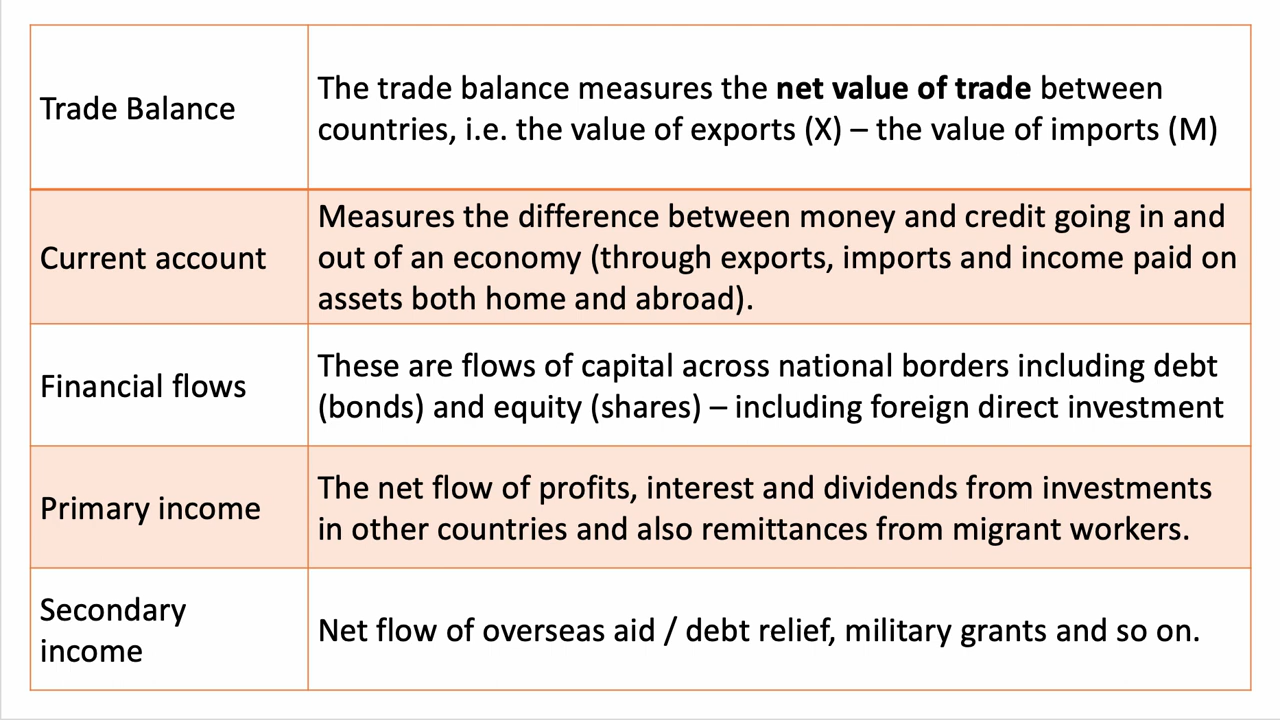 Trade Balance
The trade balance measures the net value of trade between
countries, i.e. the value of exports (X) – the value of imports (M)
Current account
Measures the difference between money and credit going in and
out of an economy (through exports, imports and income paid on
assets both home and abroad).
Financial flows
These are flows of capital across national borders including debt
(bonds) and equity (shares) – including foreign direct investment
Primary income
The net flow of profits, interest and dividends from investments
in other countries and also remittances from migrant workers.
Secondary
income
Net flow of overseas aid / debt relief, military grants and so on.